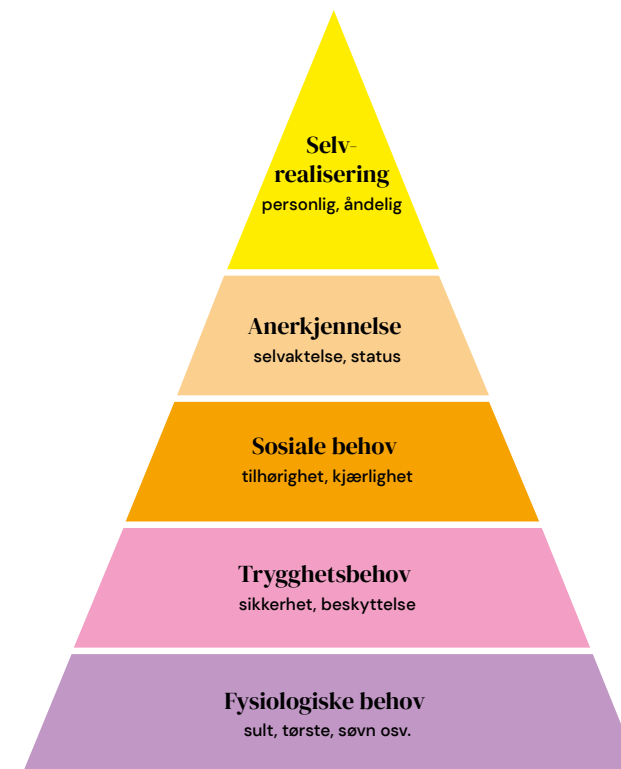 Selv-
realisering
personlig, åndelig
Anerkjennelse
selvaktelse, status
Sosiale behov
tilhørighet, kjærlighet
Trygghetsbehov
sikkerhet, beskyttelse
Fysiologiske behov
sult, tørste, søvn osv.